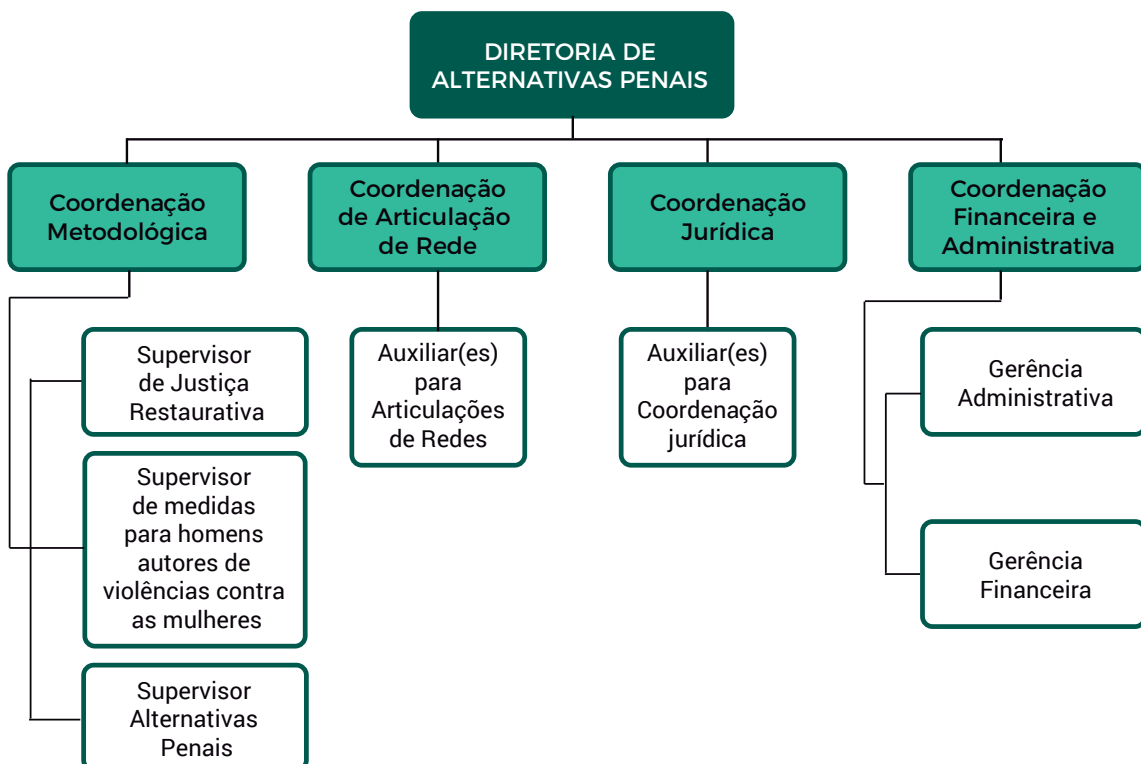 DIRETORIA DE
ALTERNATIVAS PENAIS
Coordenação
Metodológica
Coordenação
de Articulação
de Rede
Coordenação
Jurídica
Coordenação
Financeira e
Administrativa
Supervisor
de Justiça
Restaurativa
Supervisor
de medidas
para homens
autores de
violências contra
as mulheres
Supervisor
Alternativas
Penais
Auxiliar(es)
para
Articulações
de Redes
Auxiliar(es)
para
Coordenação
jurídica
Gerência
Administrativa
Gerência
Financeira